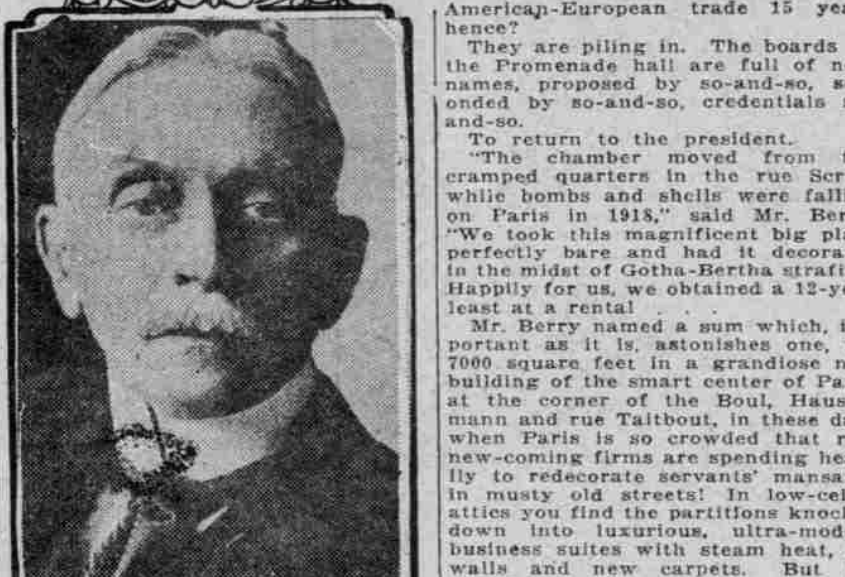 American-European trade 15 yea
hence?
They are piling in. The boards
the Promenade hall are full of n
names, proposed by so-and-so, s
onded by so-and-so, credentials s
and-so.
To return to the president.
"The chamber moved from t
cramped quarters in the rue Scr
while bombs and shells were falli
on Paris in 1918," said Mr. Ber
"We took this magnificent big pla
perfectly bare and had it decora
in the midst of Gotha-Bertha strafi
Happily for us, we obtained a 12-ye
least at a rental . . .
Mr. Berry named a sum which, i
portant as it is, astonishes one,
7000 square feet in a grandiose n
building of the smart center of Pa
at the corner of the Boul, Haus
mann and rue Taitbout, in these da
when Paris is so crowded that r
new-coming firms are spending hea
ily to redecorate servants' mansa
in musty old streets! In low-cei
attics you find the partitions knoc
down into luxurious, ultra-mod
business suites with steam heat,
walls and new carpets. But